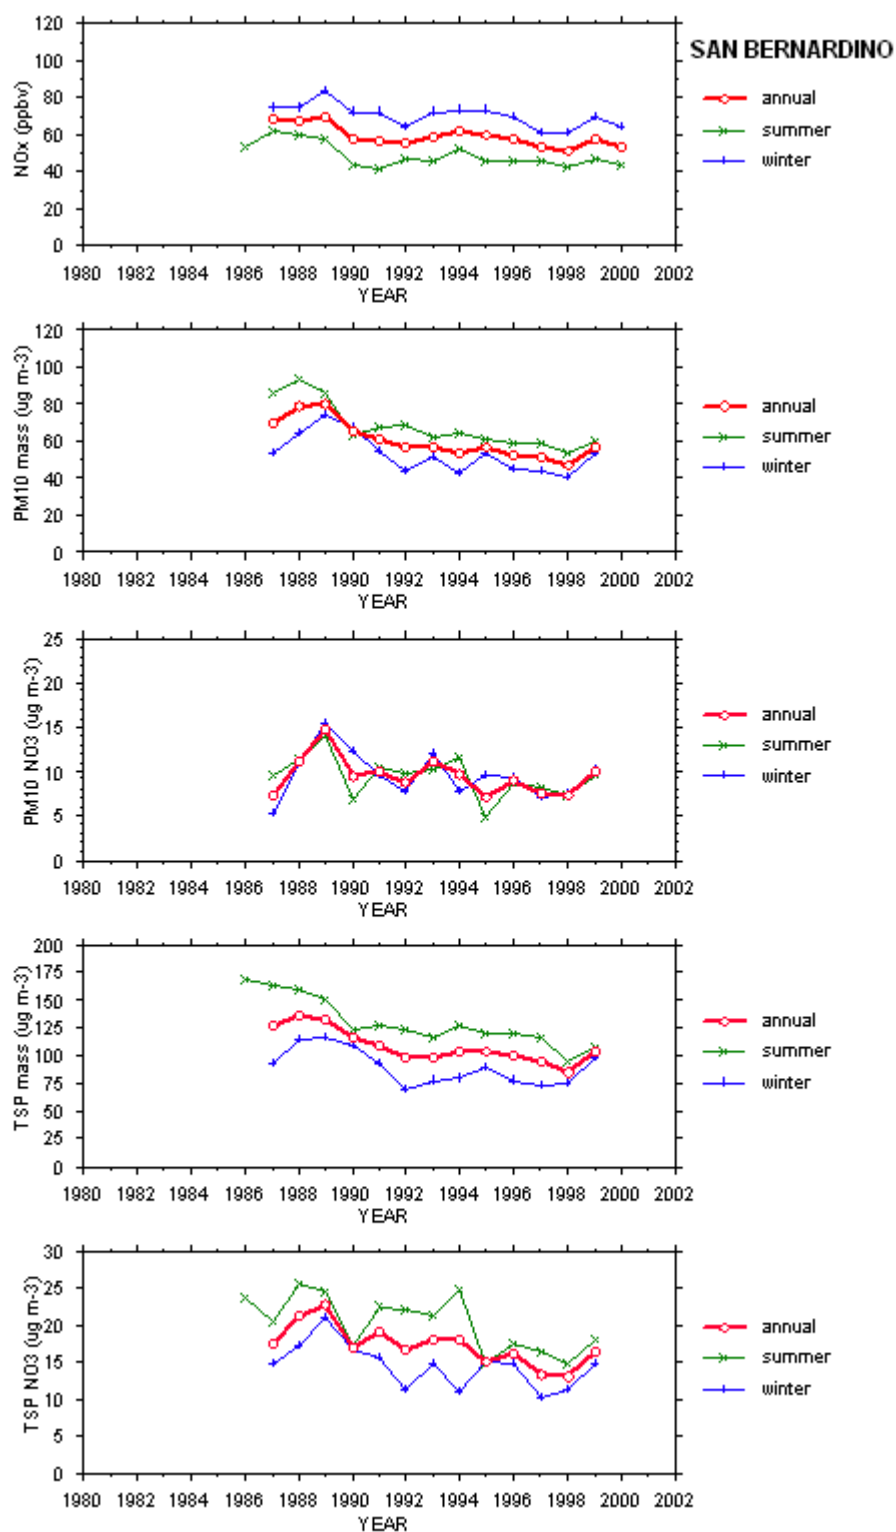 120
100
80
60
40
20
0
NOx (ppbv)
1980 1982 1984 1986 1988 1990 1992 1994 1996 1998 2000 2002
YEAR
SAN BERNARDINO
annual
summer
winter
120
100
80
60
40
20
0
PM10 mass (ug m-3)
1980 1982 1984 1986 1988 1990 1992 1994 1996 1998 2000 2002
YEAR
annual
summer
winter
25
20
15
10
5
0
PM10 NO3 (ug m-3)
1980 1982 1984 1986 1988 1990 1992 1994 1996 1998 2000 2002
YEAR
annual
summer
winter
200
175
150
125
100
75
50
25
0
TSP mass (ug m-3)
1980 1982 1984 1986 1988 1990 1992 1994 1996 1998 2000 2002
YEAR
annual
summer
winter
30
25
20
15
10
5
0
TSP NO3 (ug m-3)
1980 1982 1984 1986 1988 1990 1992 1994 1996 1998 2000 2002
YEAR
annual
summer
winter